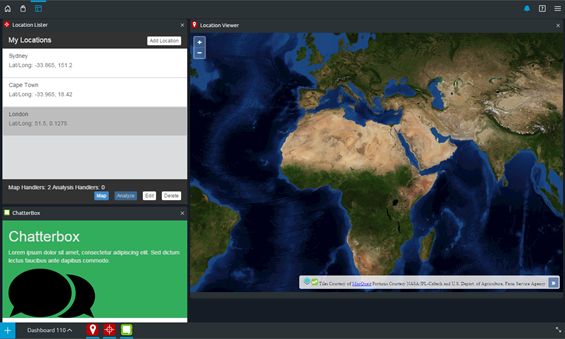 Location Lister
My Locations
Add Location
Sydney
Lat/Long: -33.865, 151.2
Cape Town
Lat/Long: -33.965, 18.42
London
Lat/Long: 51.5, 0.1275
Map Handlers: 2 Analysis Handlers: 0
Map
Analyze
Edit
Delete
ChatterBox
Chatterbox
Lorem ipsum dolor sit amet, consectetur adipiscing elit. Sed dictum
lectus faucibus ante dapibus commodo.
Location Viewer
+
−
Tiles Courtesy of MapQuest Portions Courtesy NASA/JPL-Caltech and U.S. Depart. of Agriculture, Farm Service Agency
»
+
Dashboard 110